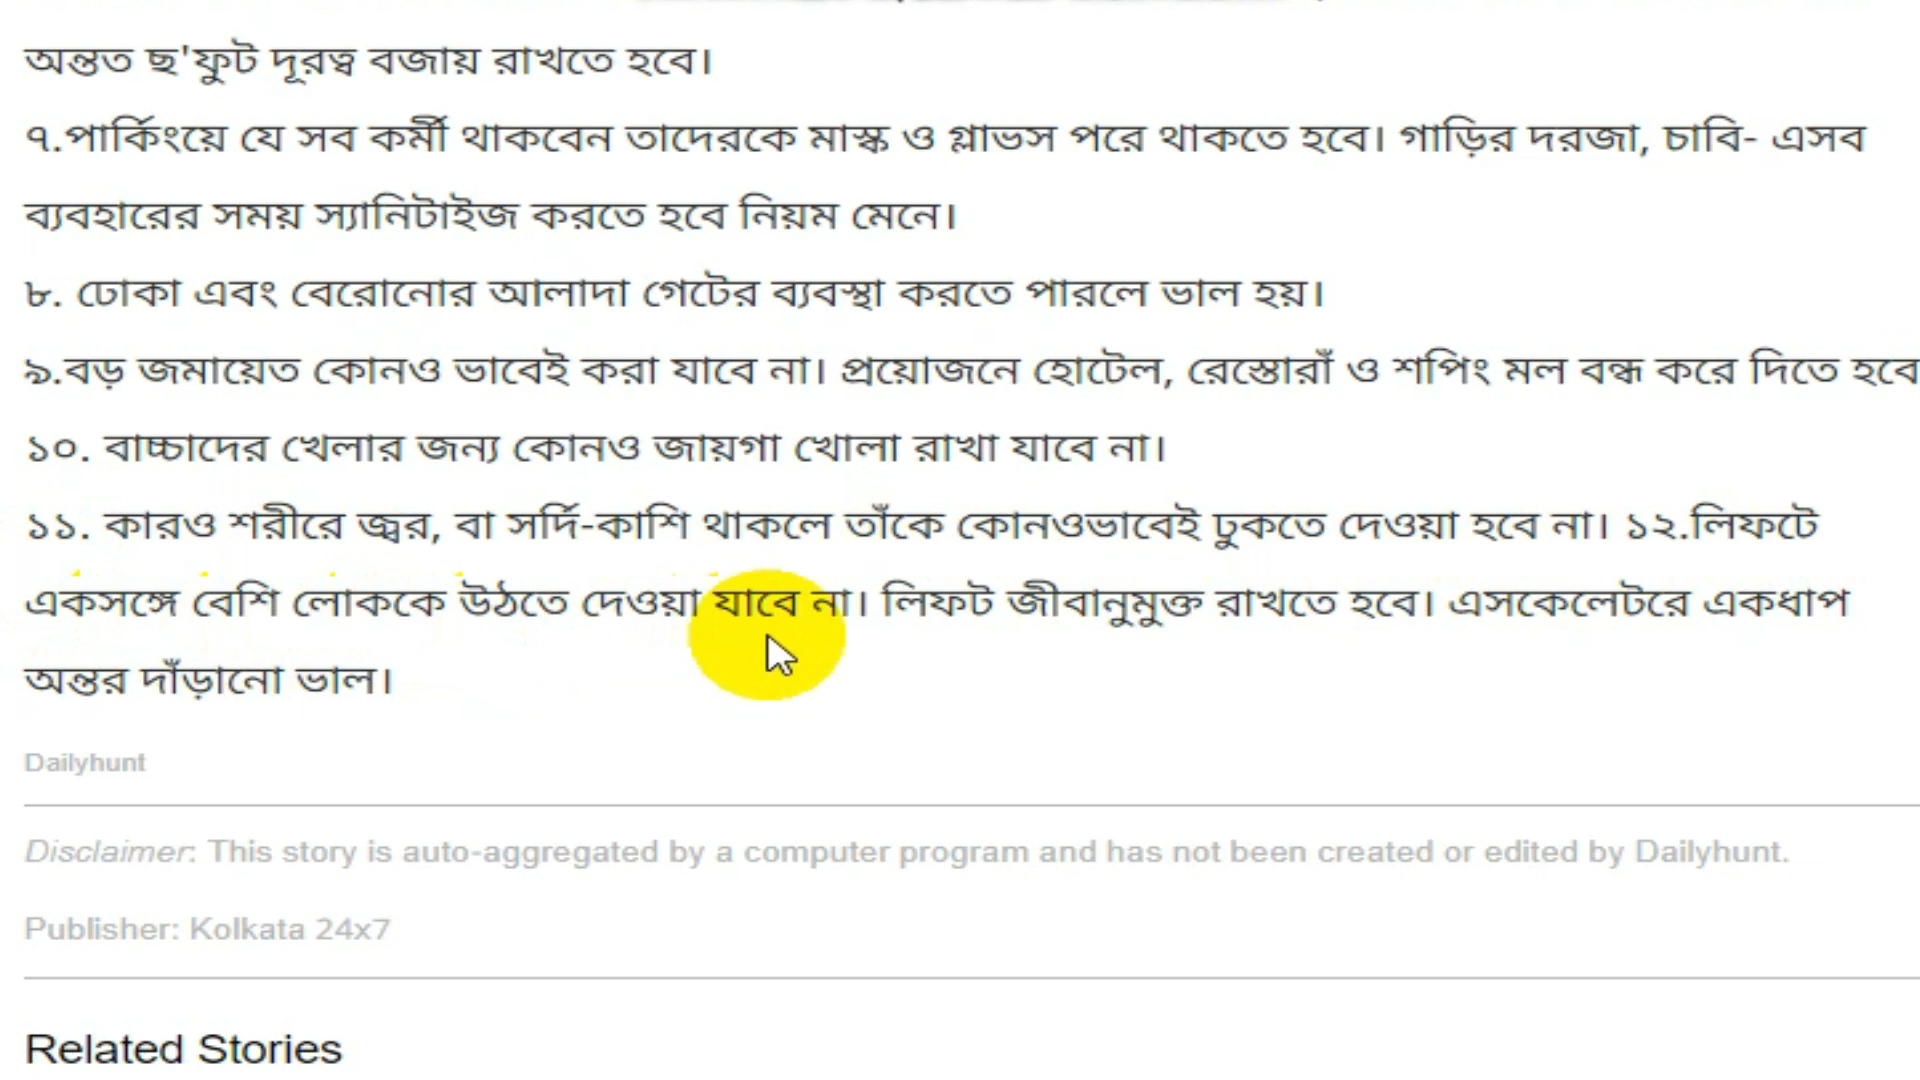 অন্তত ছ'ফুট দূরত্ব বজায় রাখতে হবে।
৭.পার্কিংয়ে যে সব কর্মী থাকবেন তাদেরকে মাস্ক ও গ্লাভস পরে থাকতে হবে। গাড়ির দরজা, চাবি- এসব
ব্যবহারের সময় স্যানিটাইজ করতে হবে নিয়ম মেনে।
৮. ঢোকা এবং বেরোনোর আলাদা গেটের ব্যবস্থা করতে পারলে ভাল হয়।
৯.বড় জমায়েত কোনও ভাবেই করা যাবে না। প্রয়োজনে হোটেল, রেস্তোরাঁ ও শপিং মল বন্ধ করে দিতে হবে
১০. বাচ্চাদের খেলার জন্য কোনও জায়গা খোলা রাখা যাবে না।
১১. কারও শরীরে জ্বর, বা সর্দি-কাশি থাকলে তাঁকে কোনওভাবেই ঢুকতে দেওয়া হবে না। ১২.লিফটে
একসঙ্গে বেশি লোককে উঠতে দেওয়া যাবে না। লিফট জীবানুমুক্ত রাখতে হবে। এসকেলেটরে একধাপ
অন্তর দাঁড়ানো ভাল।
Dailyhunt
Disclaimer: This story is auto-aggregated by a computer program and has not been created or edited by Dailyhunt.
Publisher: Kolkata 24x7
Related Stories